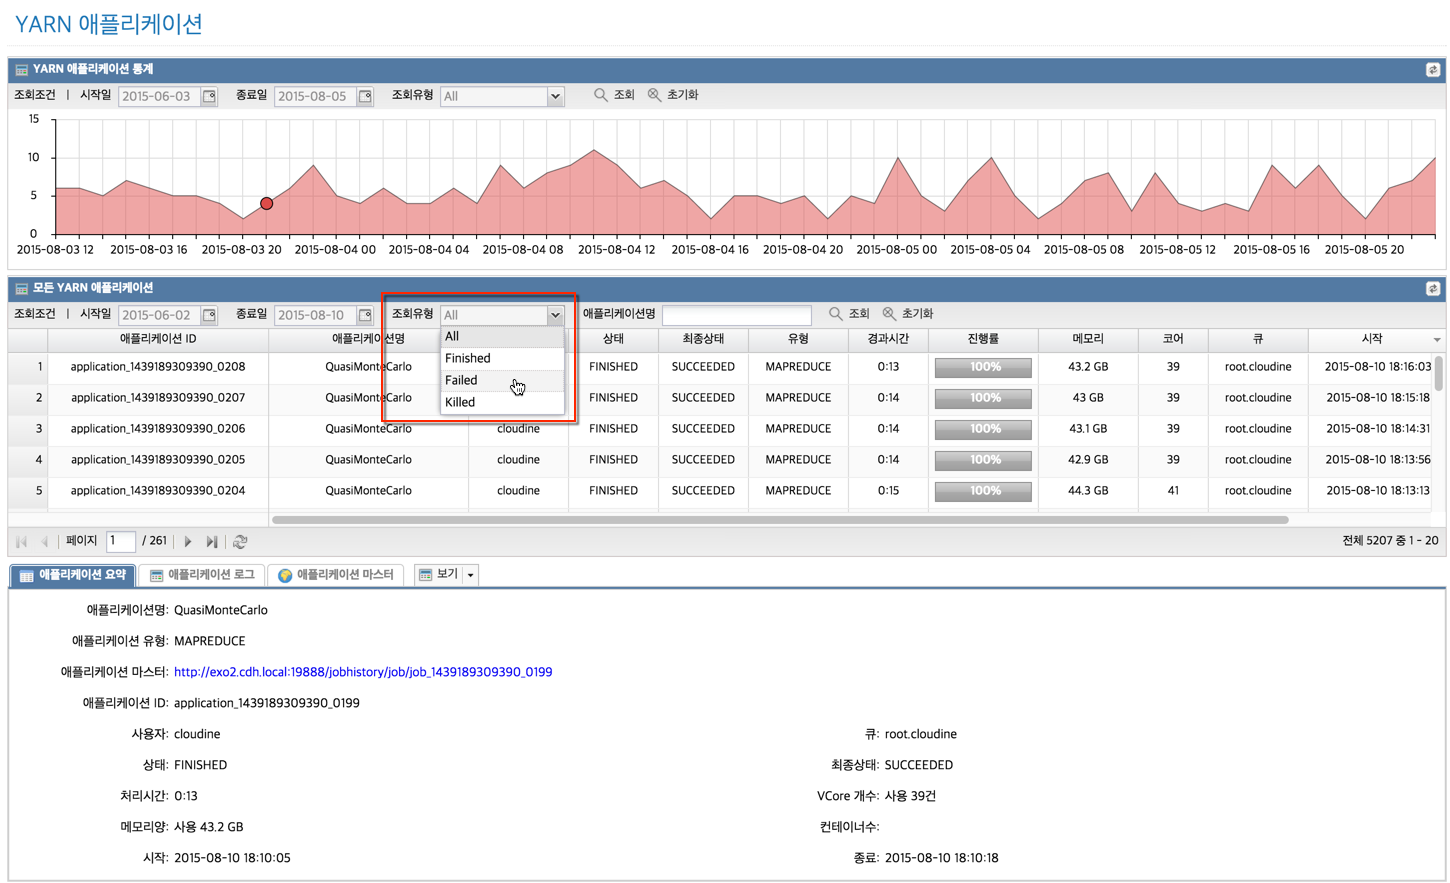 YARN 애플리케이션
YARN 애플리케이션 통계
조회조건 | 시작일 2015-06-03 종료일 2015-08-05 조회유형 All 조회 초기화
15
10
5
0
2015-08-03 12 2015-08-03 16 2015-08-03 20 2015-08-04 00 2015-08-04 04 2015-08-04 08 2015-08-04 12 2015-08-04 16 2015-08-04 20 2015-08-05 00 2015-08-05 04 2015-08-05 08 2015-08-05 12 2015-08-05 16 2015-08-05 20
모든 YARN 애플리케이션
조회조건 | 시작일 2015-06-02 종료일 2015-08-10 조회유형 All 애플리케이션명 조회 초기화
All
Finished
Failed
Killed
애플리케이션 ID 애플리케이션명 상태 최종상태 유형 경과시간 진행률 메모리 코어 큐 시작
1 application_1439189309390_0208 QuasiMonteCarlo FINISHED SUCCEEDED MAPREDUCE 0:13 100% 43.2 GB 39 root.cloudine 2015-08-10 18:16:03
2 application_1439189309390_0207 QuasiMonteCarlo FINISHED SUCCEEDED MAPREDUCE 0:14 100% 43 GB 39 root.cloudine 2015-08-10 18:15:18
3 application_1439189309390_0206 QuasiMonteCarlo cloudine FINISHED SUCCEEDED MAPREDUCE 0:14 100% 43.1 GB 39 root.cloudine 2015-08-10 18:14:31
4 application_1439189309390_0205 QuasiMonteCarlo cloudine FINISHED SUCCEEDED MAPREDUCE 0:14 100% 42.9 GB 39 root.cloudine 2015-08-10 18:13:56
5 application_1439189309390_0204 QuasiMonteCarlo cloudine FINISHED SUCCEEDED MAPREDUCE 0:15 100% 44.3 GB 41 root.cloudine 2015-08-10 18:13:13
페이지 1 / 261 전체 5207 중 1 - 20
애플리케이션 요약 애플리케이션 로그 애플리케이션 마스터 보기
애플리케이션명: QuasiMonteCarlo
애플리케이션 유형: MAPREDUCE
애플리케이션 마스터: http://exo2.cdh.local:19888/jobhistory/job/job_1439189309390_0199
애플리케이션 ID: application_1439189309390_0199
사용자: cloudine 큐: root.cloudine
상태: FINISHED 최종상태: SUCCEEDED
처리시간: 0:13 VCore 개수: 사용 39건
메모리양: 사용 43.2 GB 컨테이너수:
시작: 2015-08-10 18:10:05 종료: 2015-08-10 18:10:18